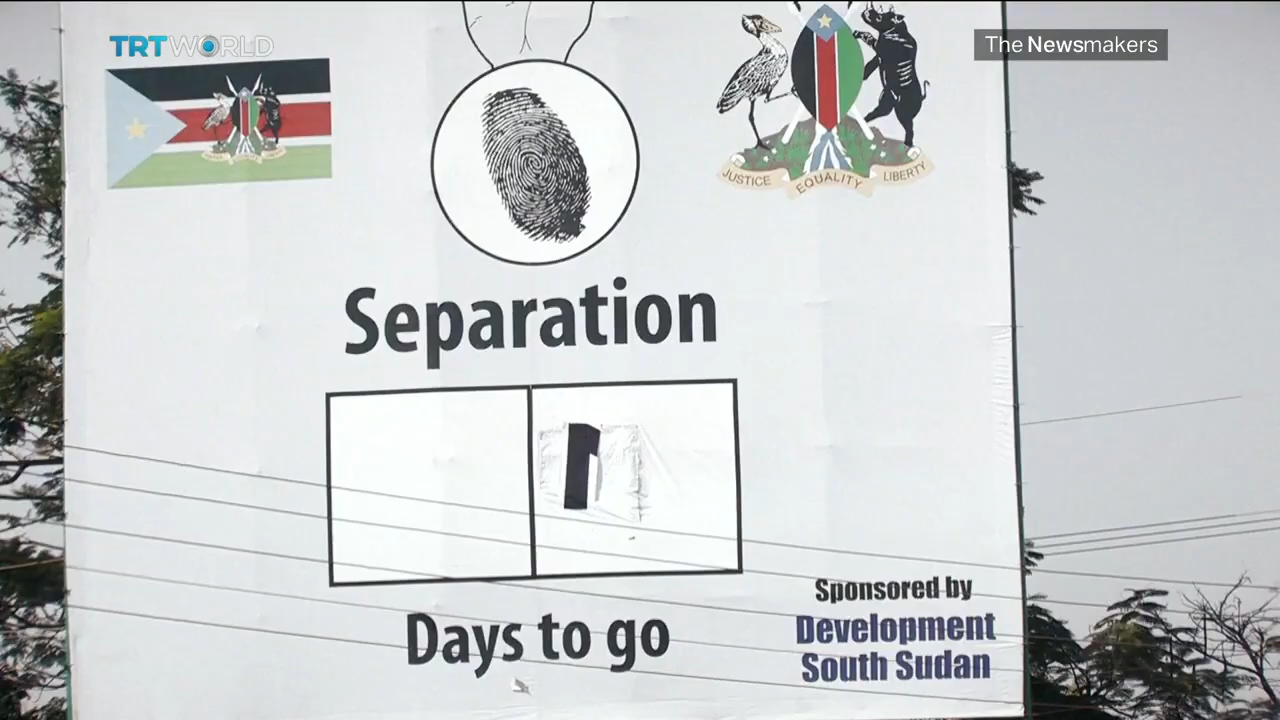 TRT WORLD
The Newsmakers
JUSTICE EQUALITY LIBERTY
Separation
Days to go
Sponsored by
Development
South Sudan